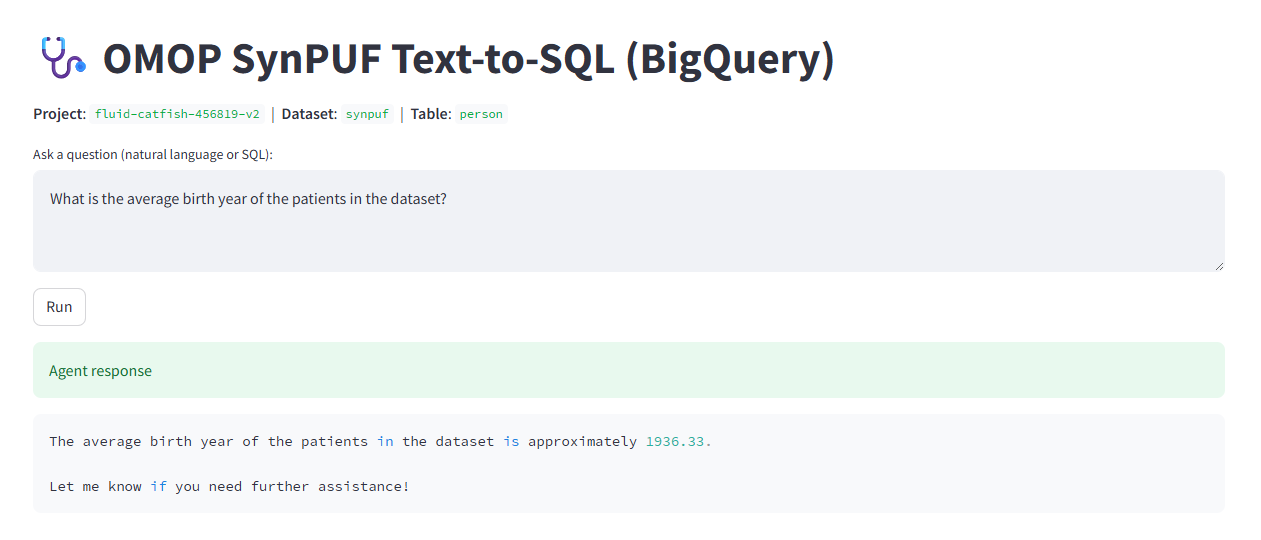 OMOP SynPUF Text-to-SQL (BigQuery)
Project: fluid-catfish-456819-v2 | Dataset: synpuf | Table: person
Ask a question (natural language or SQL):
What is the average birth year of the patients in the dataset?
Run
Agent response
The average birth year of the patients in the dataset is approximately 1936.33.
Let me know if you need further assistance!